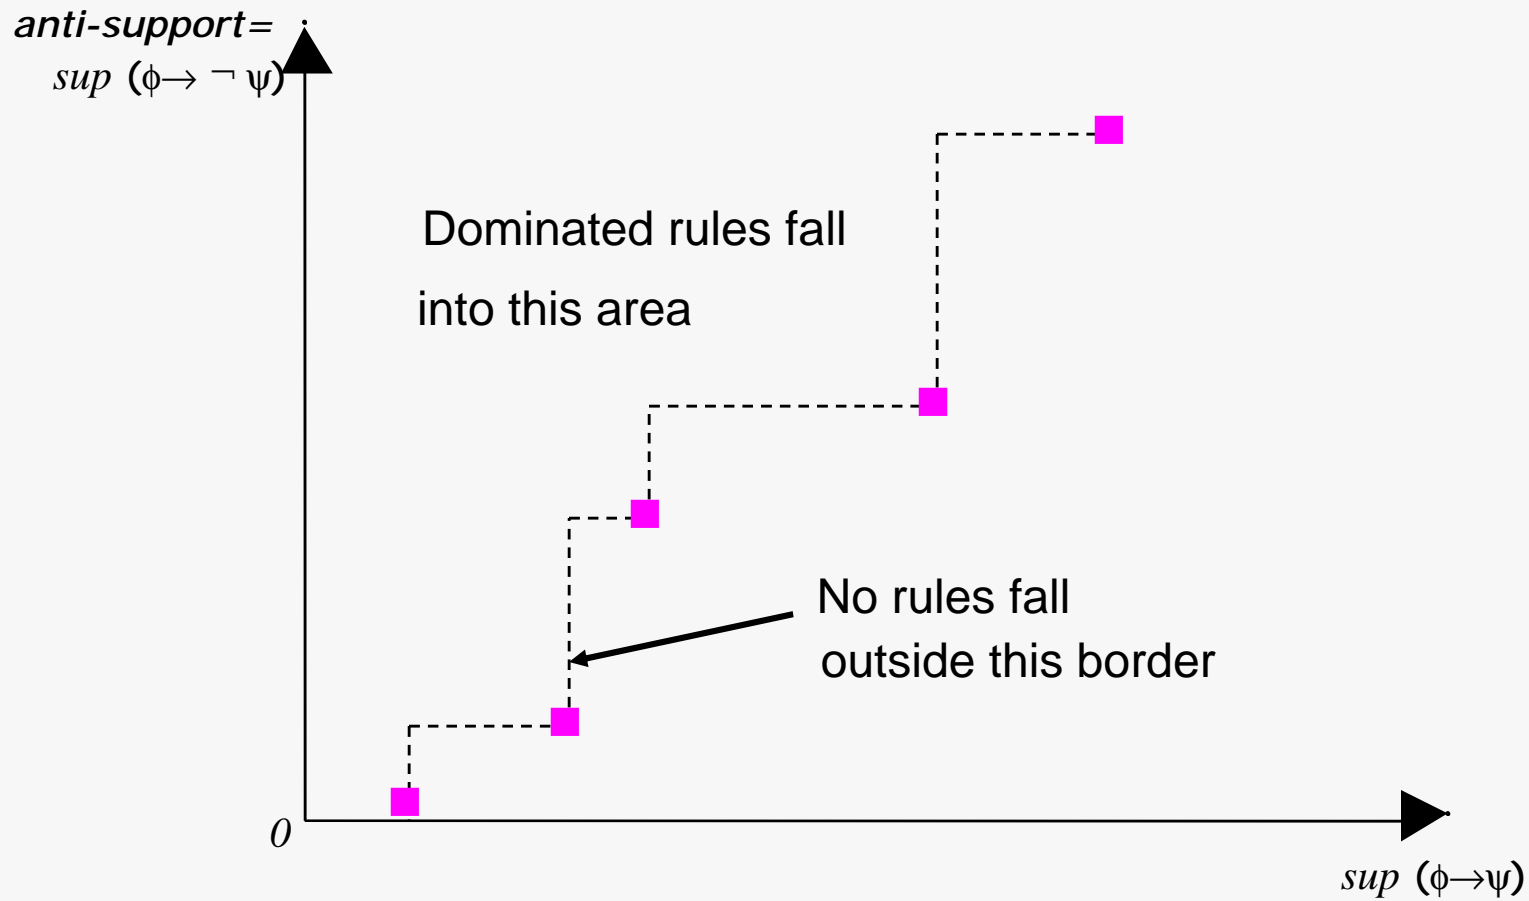 anti-support=
sup (ϕ→ ¬ ψ)
Dominated rules fall
into this area
No rules fall
outside this border
0
sup (ϕ→ψ)